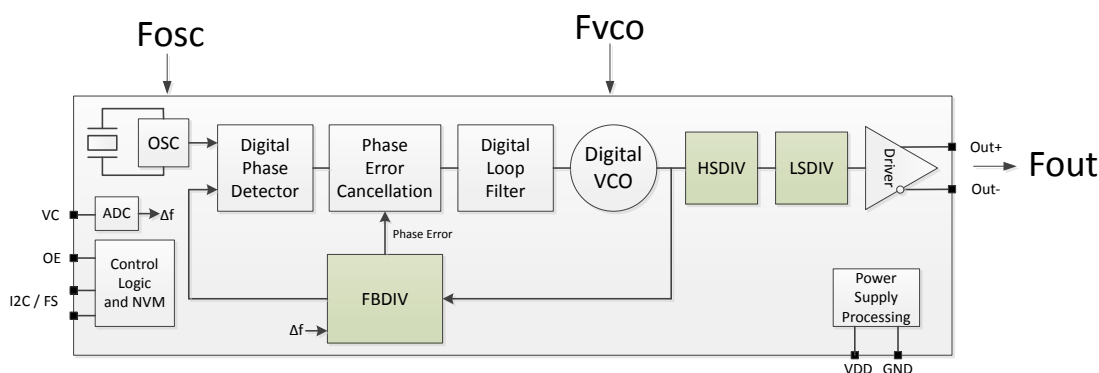 Fosc
Fvco
OSC
Digital
Phase
Detector
Phase
Error
Cancellation
Digital
Loop
Filter
Digital
VCO
HSDIV
LSDIV
Driver
Out+
Out-
Fout
VC
ADC
Δf
Phase Error
OE
I2C / FS
Control
Logic
and NVM
FBDIV
Δf
Power
Supply
Processing
VDD
GND